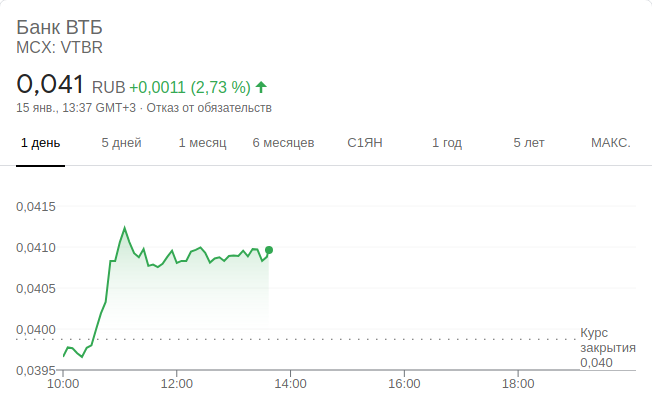 Банк ВТБ
MCX: VTBR
0,041 RUB +0,0011 (2,73 %)
15 янв., 13:37 GMT+3 · Отказ от обязательств
1 день 5 дней 1 месяц 6 месяцев С1ЯН 1 год 5 лет МАКС.
0,0415
0,0410
0,0405
0,0400
0,0395
Курс
закрытия
0,040
10:00 12:00 14:00 16:00 18:00